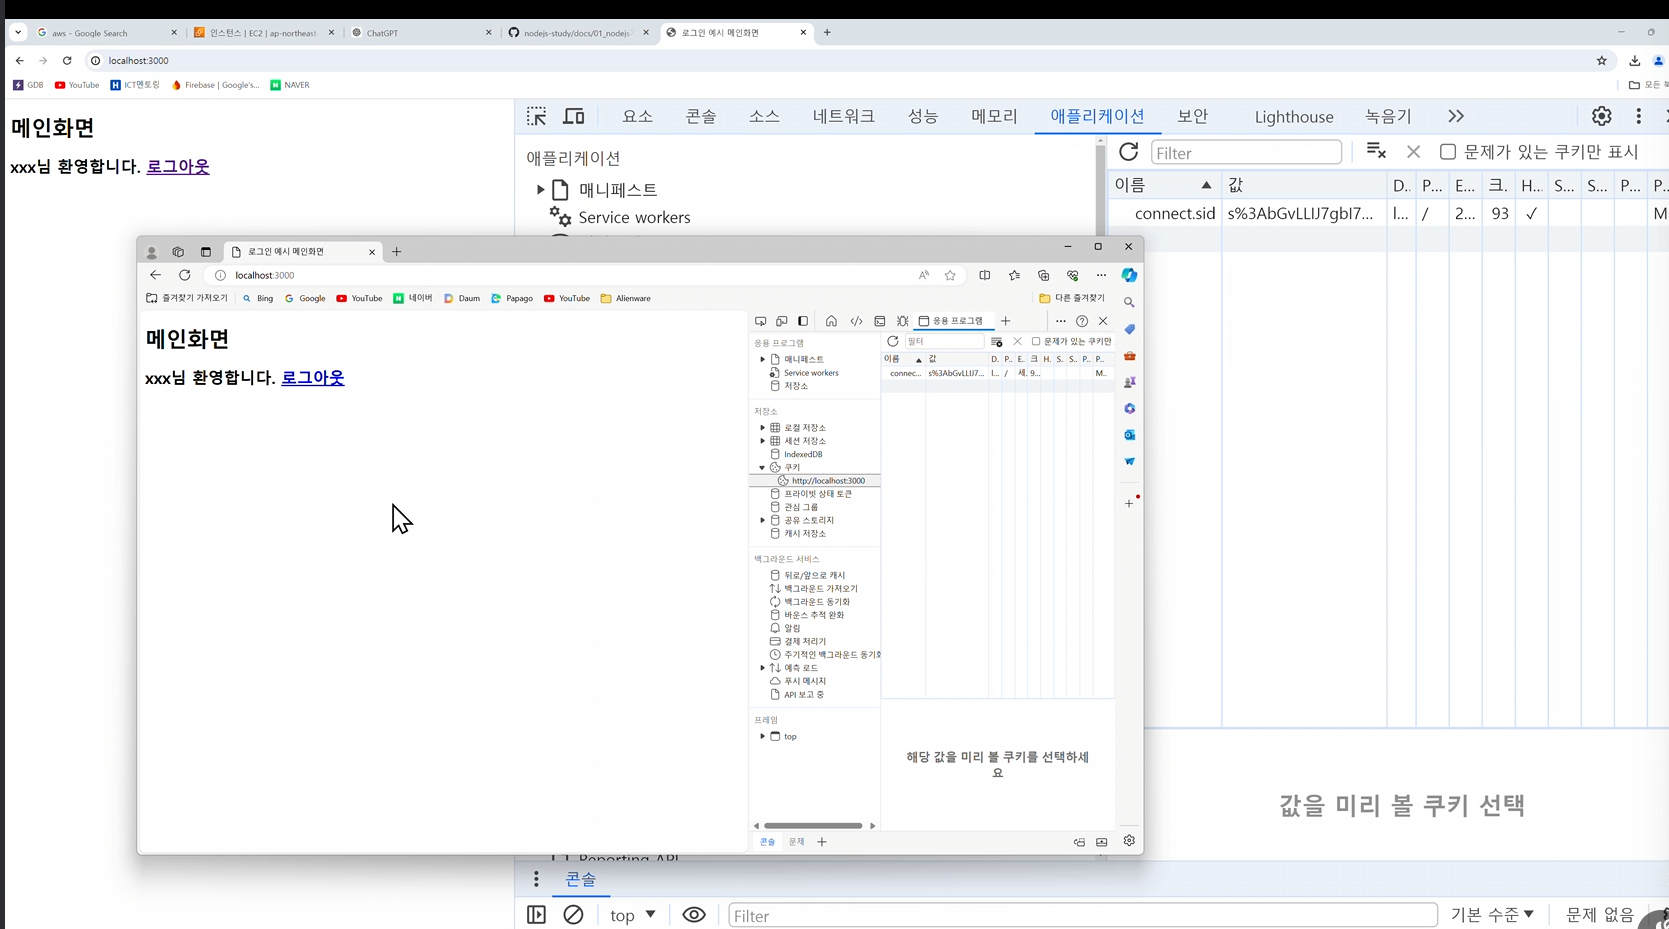 aws - Google Search
인스턴스 | EC2 | ap-northeast-
ChatGPT
nodejs-study/docs/01_nodejs
로그인 예시 메인화면
localhost:3000
GDB
YouTube
ICT멘토링
Firebase | Google's...
NAVER
모든
메인화면
xxx님 환영합니다. 로그아웃
요소 콘솔 소스 네트워크 성능 메모리 애플리케이션 보안 Lighthouse 녹음기
애플리케이션
매니페스트
Service workers
Filter
문제가 있는 쿠키만 표시
이름 값 D.. P... E... 크. H.. S... S... P... P..
connect.sid s%3AbGvLLIJ7gbI7... l... / 2... 93 ✓ M
로그인 예시 메인화면
localhost:3000
즐겨찾기 가져오기 Bing Google YouTube 네이버 Daum Papago YouTube Alienware
다른 즐겨찾기
메인화면
xxx님 환영합니다. 로그아웃
응용 프로그램
응용 프로그램
매니페스트
Service workers
저장소
저장소
로컬 저장소
세션 저장소
IndexedDB
쿠키
http://localhost:3000
프라이빗 상태 토큰
관심 그룹
공유 스토리지
캐시 저장소
백그라운드 서비스
뒤로/앞으로 캐시
백그라운드 가져오기
백그라운드 동기화
바운스 추적 완화
알림
결제 처리기
주기적인 백그라운드 동기화
예측 로드
푸시 메시지
API 보고 중
프레임
top
필터
문제가 있는 쿠키만
이름 값 D. P.. E. 크 H. S. S.. P.. P..
connec... s%3AbGvLLIJ7... l... / 세. 9... M..
해당 값을 미리 볼 쿠키를 선택하세
요
콘솔 문제
Reporting API
값을 미리 볼 쿠키 선택
콘솔
top
Filter
기본 수준
문제 없음